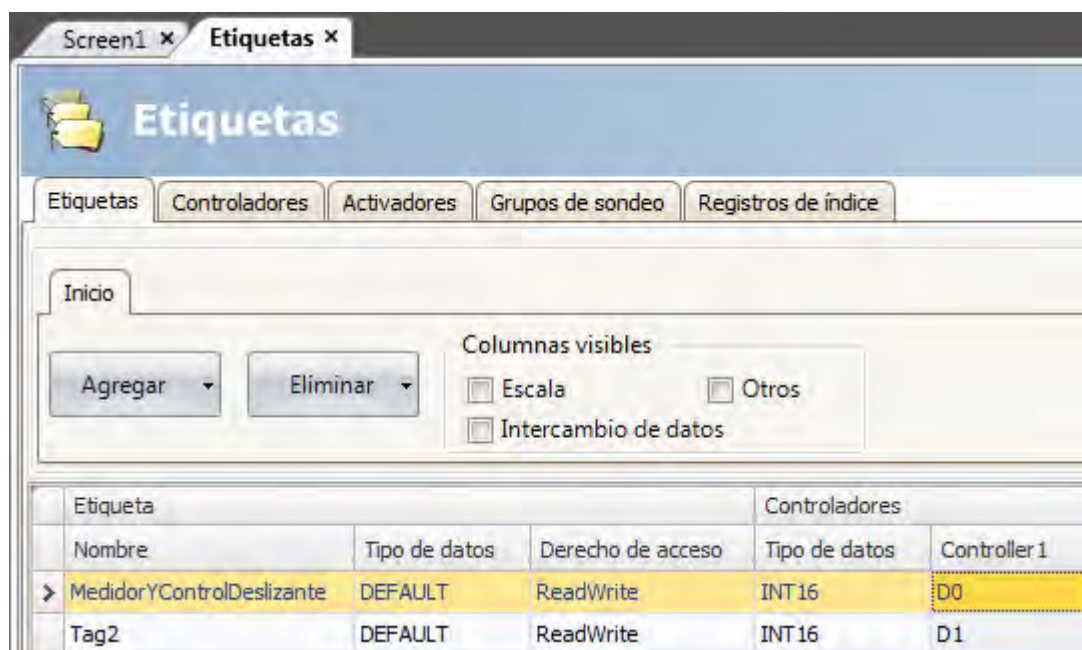 Screen1 × Etiquetas ×
Etiquetas
Etiquetas Controladores Activadores Grupos de sondeo Registros de índice
Inicio
Columnas visibles
Agregar Eliminar Escala Otros
Intercambio de datos
Etiqueta Controladores
Nombre Tipo de datos Derecho de acceso Tipo de datos Controller1
MedidorYControlDeslizante DEFAULT ReadWrite INT16 D0
Tag2 DEFAULT ReadWrite INT16 D1